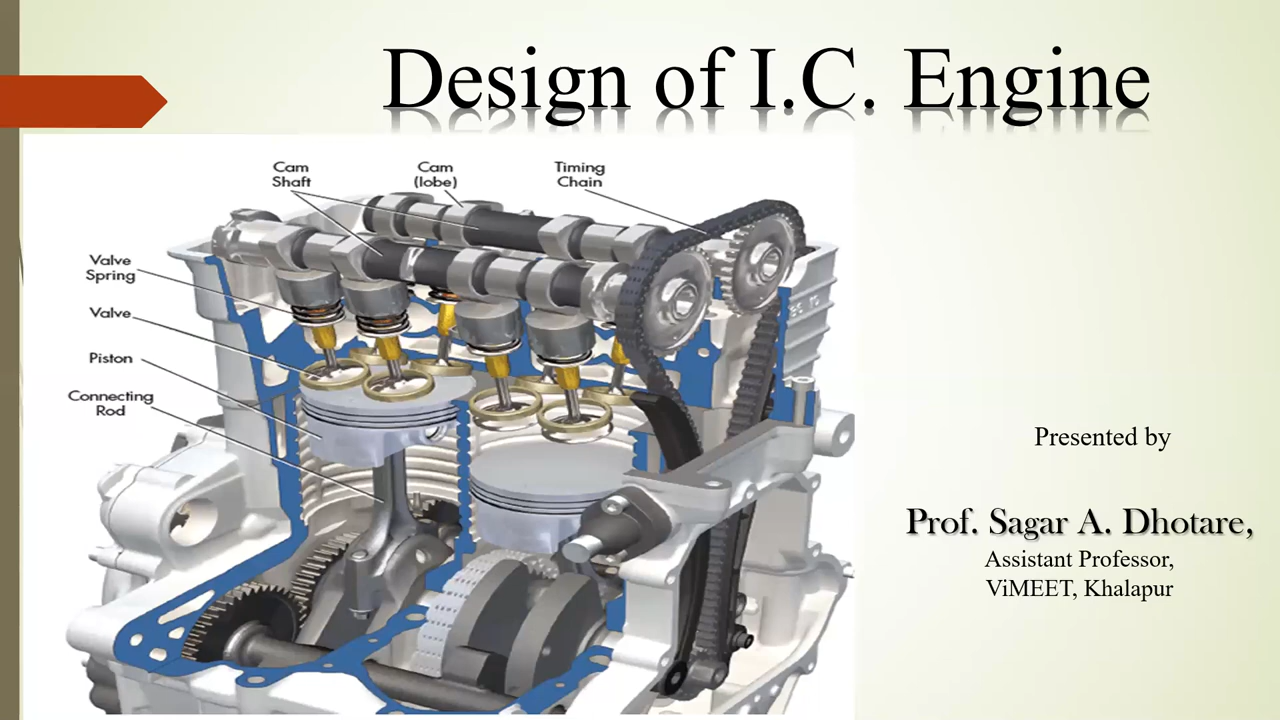 Design of I.C. Engine
Cam
Shaft
Cam
(lobe)
Timing
Chain
Valve
Spring
Valve
Piston
Connecting
Rod
Presented by
Prof. Sagar A. Dhotare,
Assistant Professor,
ViMEET, Khalapur